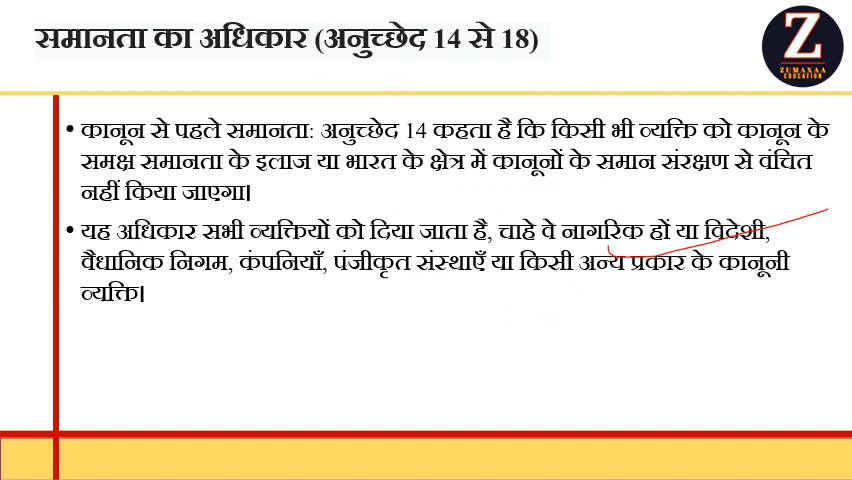 समानता का अधिकार (अनुच्छेद 14 से 18)
Z
ZUMAXAA
EDUCATION
• कानून से पहले समानता: अनुच्छेद 14 कहता है कि किसी भी व्यक्ति को कानून के
समक्ष समानता के इलाज या भारत के क्षेत्र में कानूनों के समान संरक्षण से वंचित
नहीं किया जाएगा।
• यह अधिकार सभी व्यक्तियों को दिया जाता है, चाहे वे नागरिक हों या विदेशी,
वैधानिक निगम, कंपनियाँ, पंजीकृत संस्थाएँ या किसी अन्य प्रकार के कानूनी
व्यक्ति।